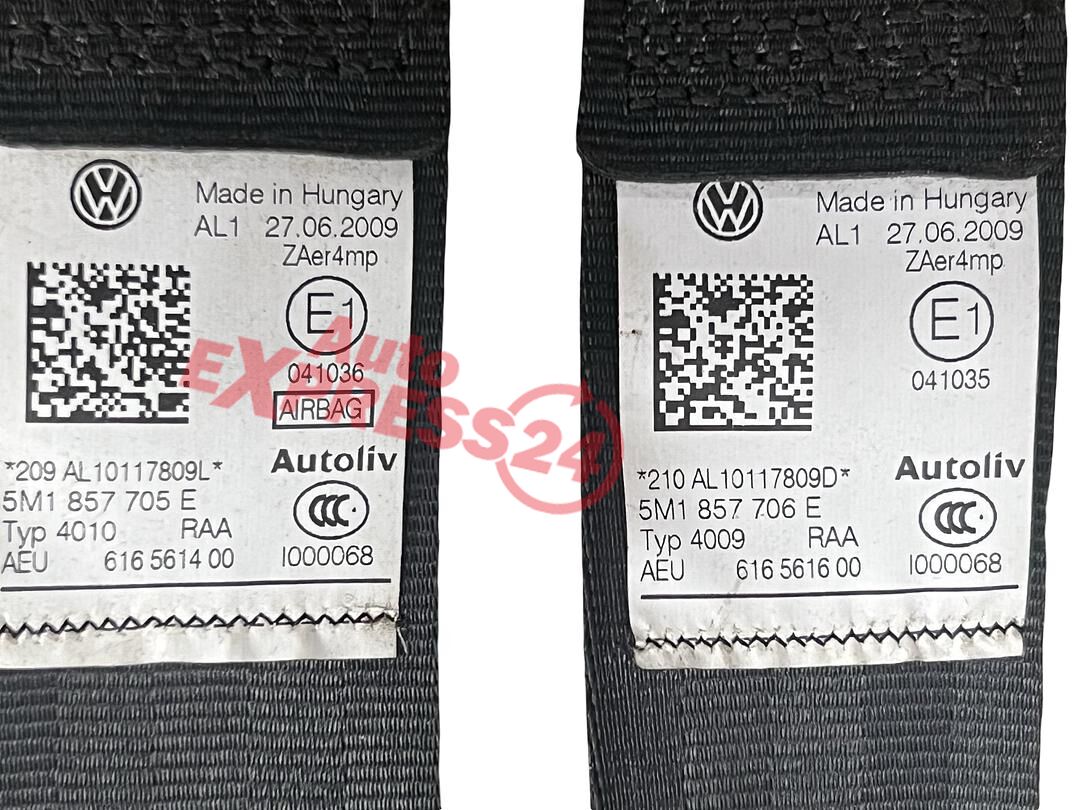 Made in Hungary
AL1 27.06.2009
ZAer4mp
E1
041036
AIRBAG
*209 AL10117809L*
Autoliv
5M1 857 705 E
Typ 4010 RAA
AEU 616 5614 00
I000068
Made in Hungary
AL1 27.06.2009
ZAer4mp
E1
041035
*210 AL10117809D*
Autoliv
5M1 857 706 E
Typ 4009 RAA
AEU 616 5616 00
I000068
Auto
EXPRESS24